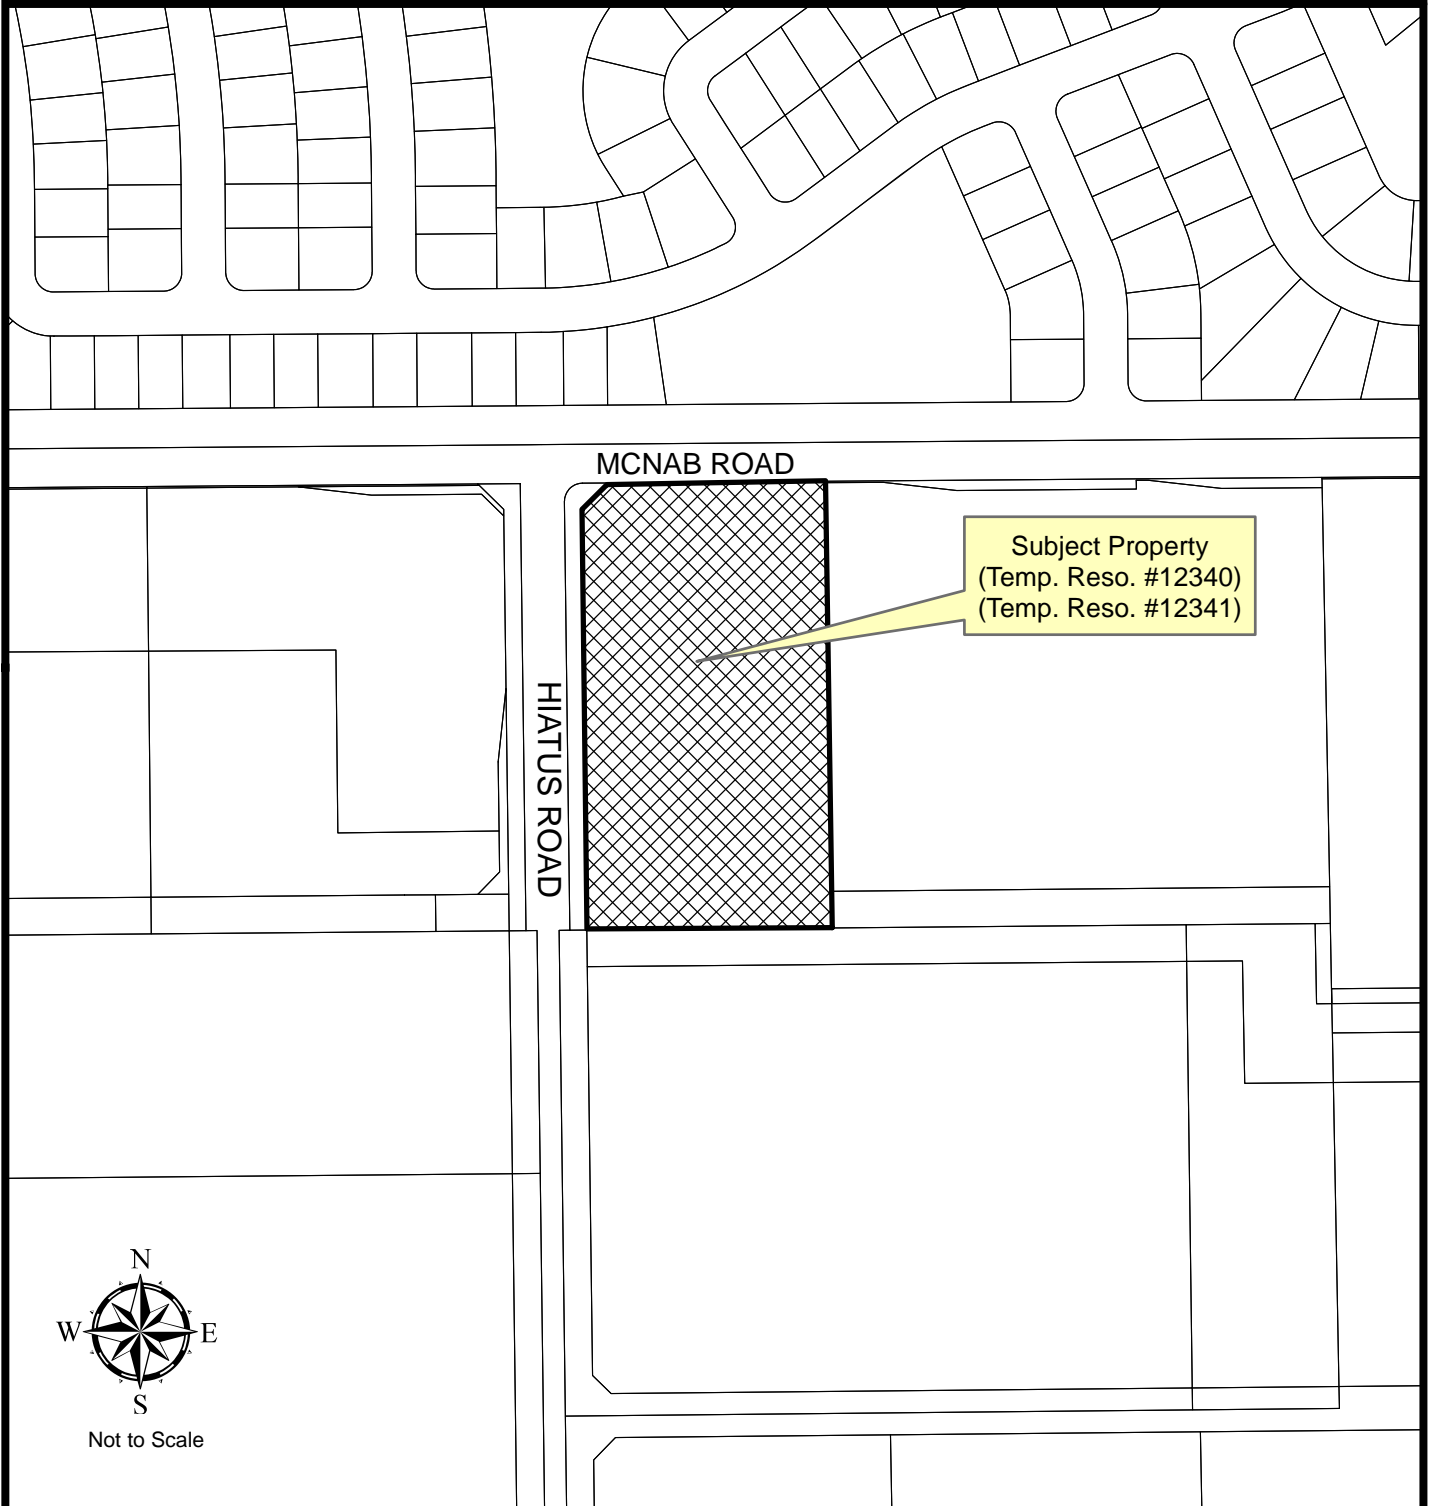 MCNAB ROAD
Subject Property
(Temp. Reso. #12340)
(Temp. Reso. #12341)
HIATUS ROAD
N
W
E
S
Not to Scale